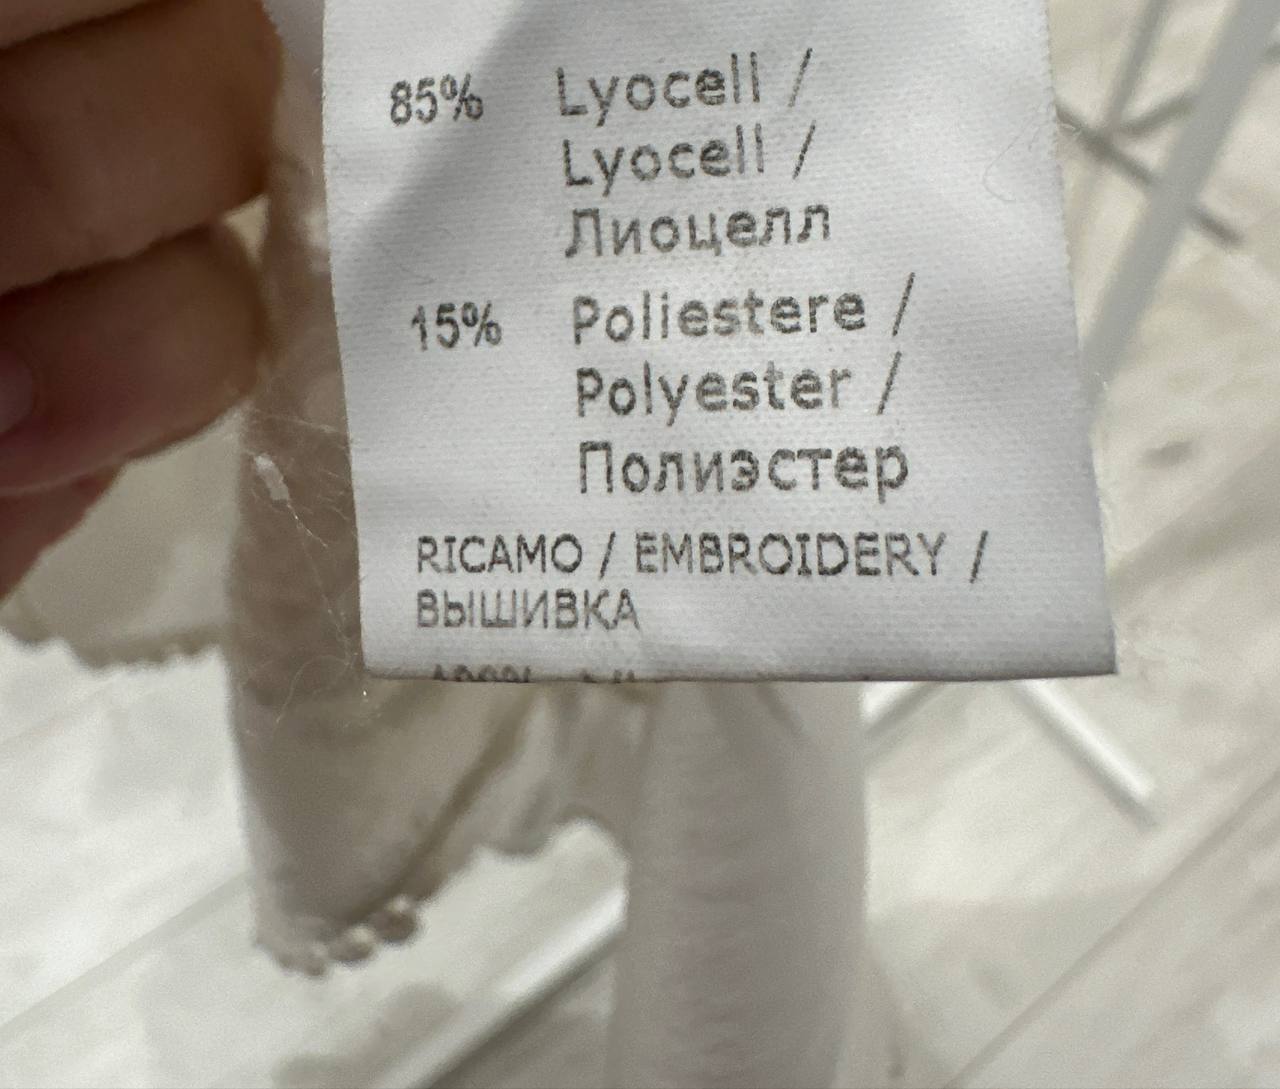 85% Lyocell /
Lyocell /
Лиоцелл
15% Poliestere /
Polyester /
Полиэстер
RICAMO / EMBROIDERY /
ВЫШИВКА